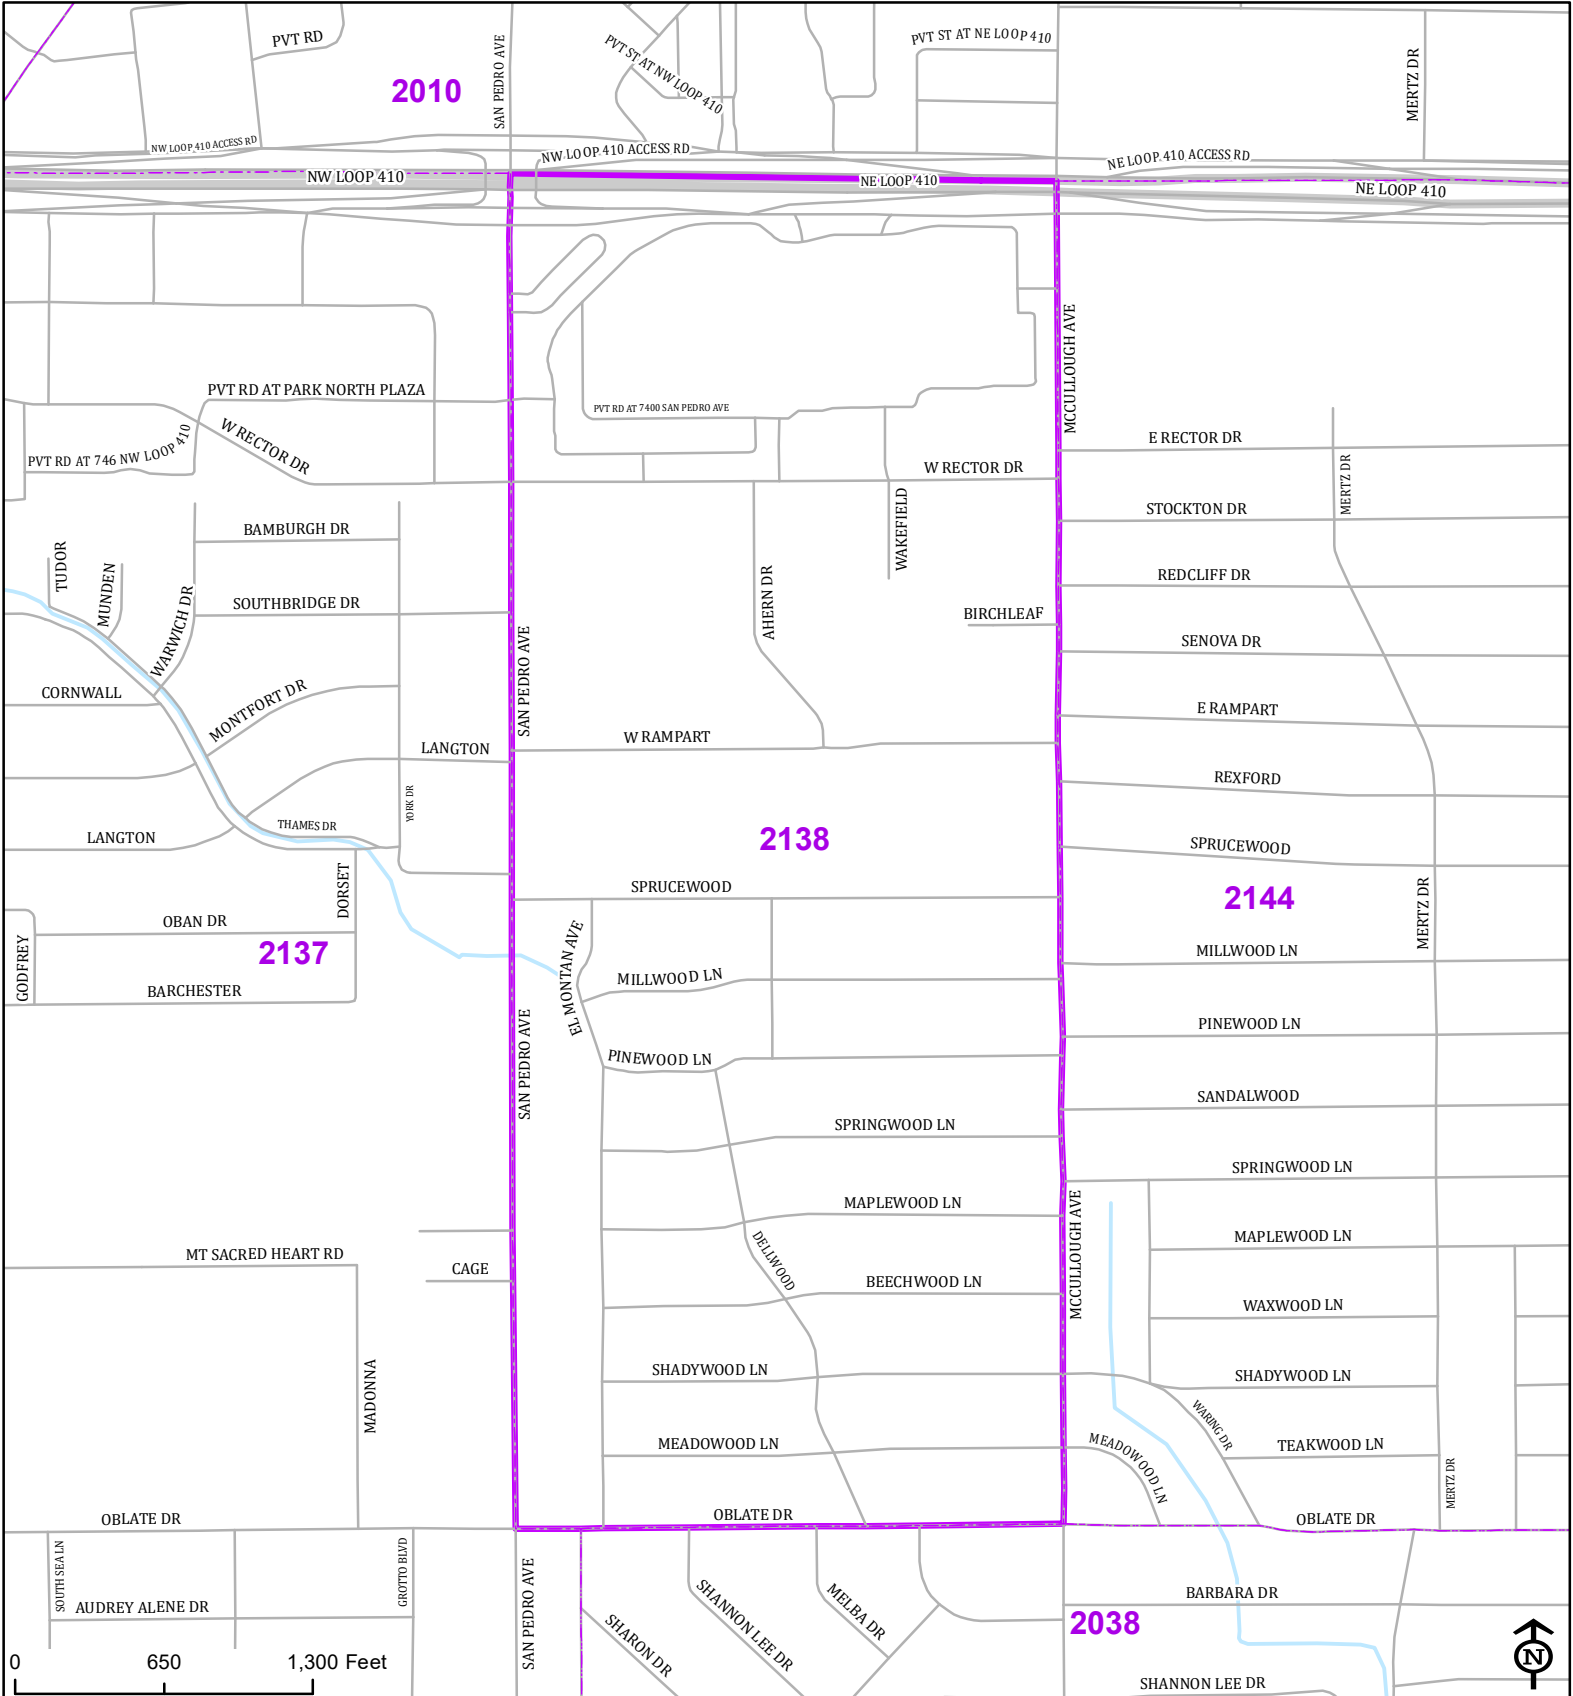 PVT RD
2010
SAN PEDRO AVE
PVT ST AT NW LOOP 410
PVT ST AT NE LOOP 410
MERTZ DR
NW LOOP 410 ACCESS RD
NW LOOP 410 ACCESS RD
NE LOOP 410 ACCESS RD
NW LOOP 410
NE LOOP 410
NE LOOP 410
MCCULLOUGH AVE
PVT RD AT PARK NORTH PLAZA
PVT RD AT 7400 SAN PEDRO AVE
W RECTOR DR
PVT RD AT 746 NW LOOP 410
E RECTOR DR
W RECTOR DR
MERTZ DR
STOCKTON DR
BAMBURGH DR
WAKEFIELD
TUDOR
MUNDEN
REDCLIFF DR
AHERN DR
SOUTHBRIDGE DR
BIRCHLEAF
WARWICH DR
SENOVA DR
SAN PEDRO AVE
CORNWALL
MONTFORT DR
E RAMPART
W RAMPART
LANGTON
REXFORD
YORK DR
THAMES DR
LANGTON
2138
SPRUCEWOOD
SPRUCEWOOD
DORSET
2144
MERTZ DR
OBAN DR
EL MONTAN AVE
2137
MILLWOOD LN
GODFREY
MILLWOOD LN
BARCHESTER
PINEWOOD LN
SAN PEDRO AVE
PINEWOOD LN
SANDALWOOD
SPRINGWOOD LN
SPRINGWOOD LN
MAPLEWOOD LN
MCCULLOUGH AVE
MAPLEWOOD LN
MT SACRED HEART RD
DELLWOOD
CAGE
BEECHWOOD LN
WAXWOOD LN
SHADYWOOD LN
SHADYWOOD LN
MADONNA
WARING DR
MEADOWOOD LN
MEADOWOOD LN
TEAKWOOD LN
MERTZ DR
OBLATE DR
OBLATE DR
OBLATE DR
SOUTH SEA LN
GROTTO BLVD
SAN PEDRO AVE
BARBARA DR
AUDREY ALENE DR
SHANNON LEE DR
MELBA DR
2038
SHARON DR
N
0 650 1,300 Feet
SHANNON LEE DR